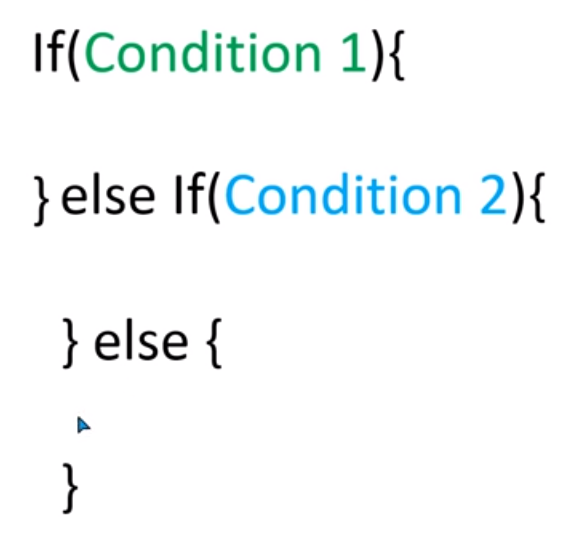 If(Condition 1){
} else If(Condition 2){
} else {
}